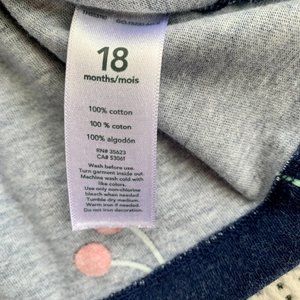 18
months/mois
100% cotton
100 % coton
100% algodón
RN# 35623
CA# 53061
Wash before use.
Turn garment inside out.
Machine wash cold with
like colors.
Use only non-chlorine
bleach when needed.
Tumble dry medium.
Warm iron if needed.
Do not iron decoration.